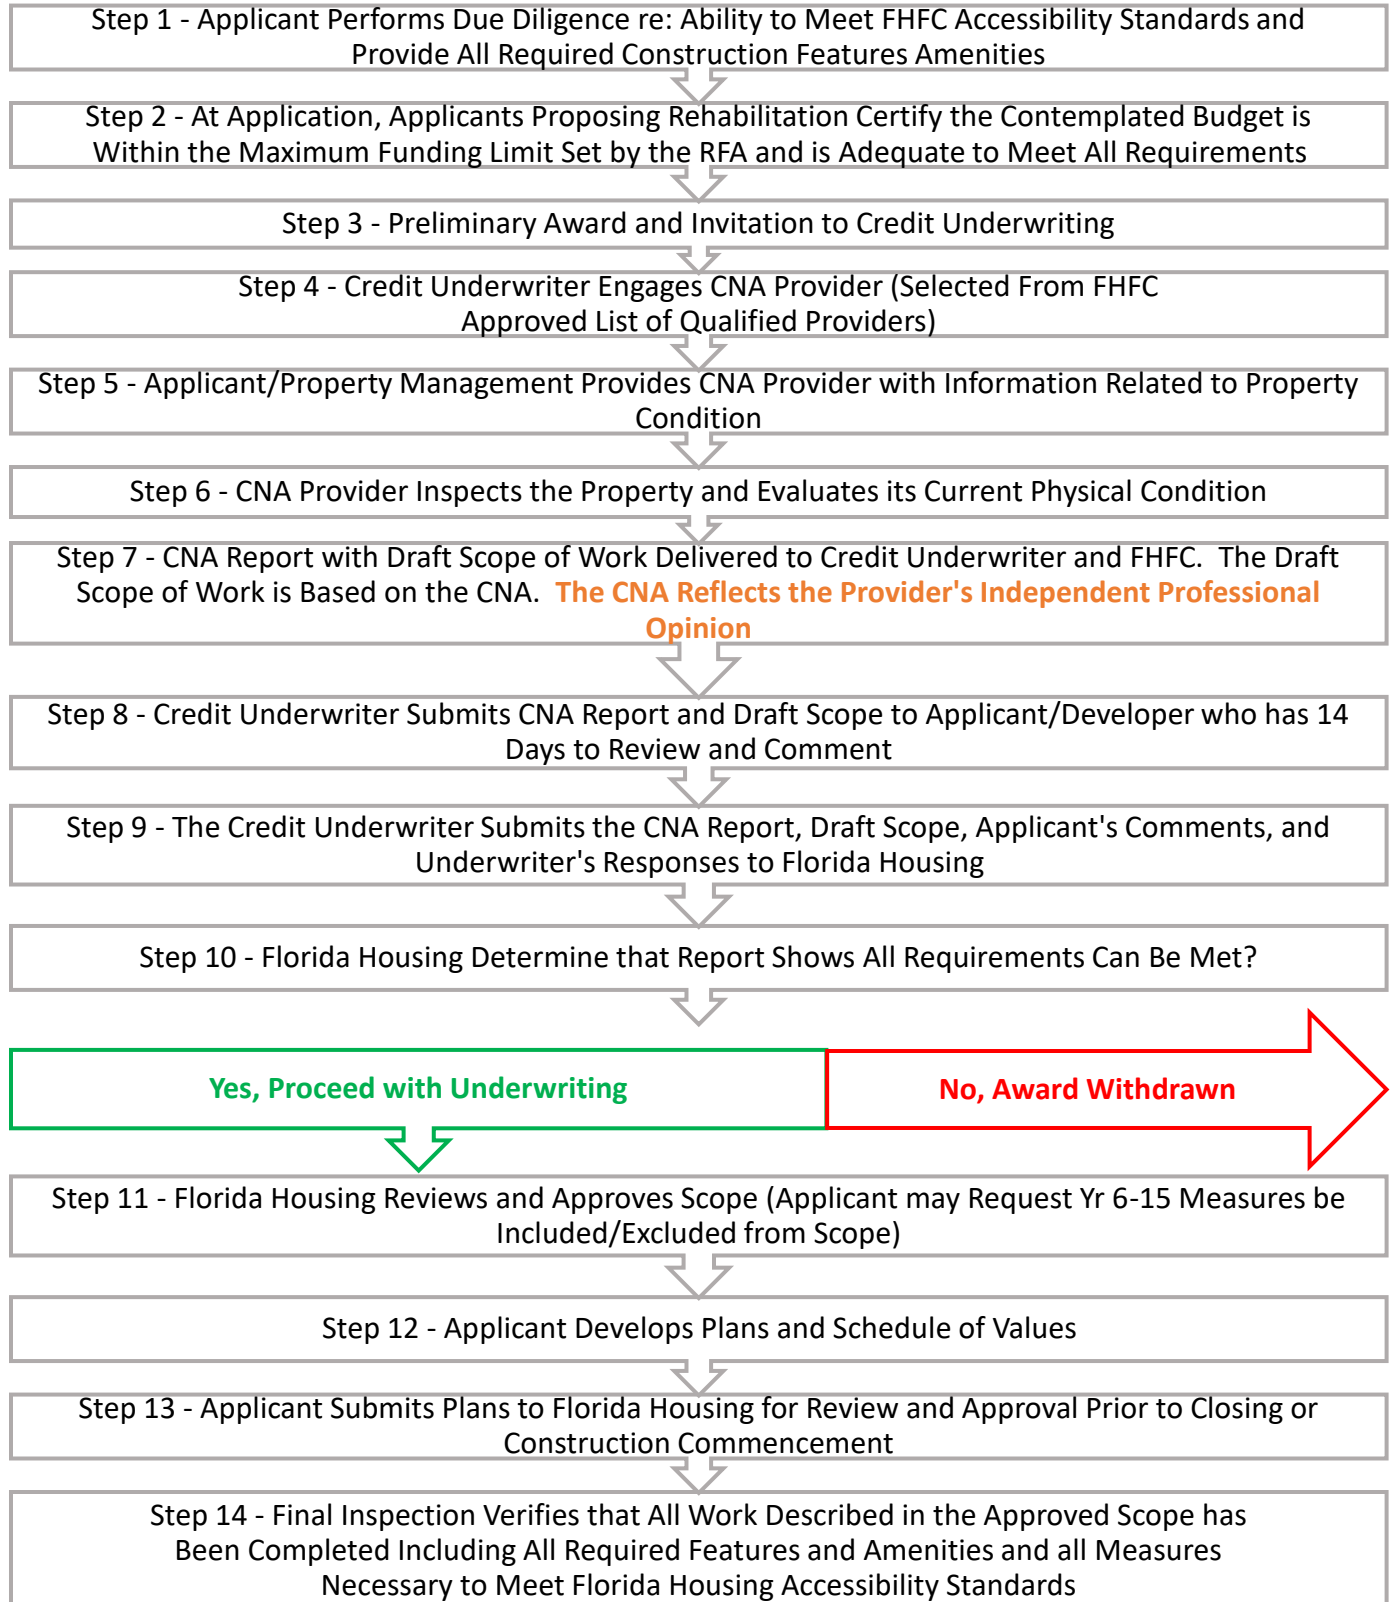 Step 1 - Applicant Performs Due Diligence re: Ability to Meet FHFC Accessibility Standards and
Provide All Required Construction Features Amenities
Step 2 - At Application, Applicants Proposing Rehabilitation Certify the Contemplated Budget is
Within the Maximum Funding Limit Set by the RFA and is Adequate to Meet All Requirements
Step 3 - Preliminary Award and Invitation to Credit Underwriting
Step 4 - Credit Underwriter Engages CNA Provider (Selected From FHFC
Approved List of Qualified Providers)
Step 5 - Applicant/Property Management Provides CNA Provider with Information Related to Property
Condition
Step 6 - CNA Provider Inspects the Property and Evaluates its Current Physical Condition
Step 7 - CNA Report with Draft Scope of Work Delivered to Credit Underwriter and FHFC.  The Draft
Scope of Work is Based on the CNA.  The CNA Reflects the Provider's Independent Professional
Opinion
Step 8 - Credit Underwriter Submits CNA Report and Draft Scope to Applicant/Developer who has 14
Days to Review and Comment
Step 9 - The Credit Underwriter Submits the CNA Report, Draft Scope, Applicant's Comments, and
Underwriter's Responses to Florida Housing
Step 10 - Florida Housing Determine that Report Shows All Requirements Can Be Met?
Yes, Proceed with Underwriting
No, Award Withdrawn
Step 11 - Florida Housing Reviews and Approves Scope (Applicant may Request Yr 6-15 Measures be
Included/Excluded from Scope)
Step 12 - Applicant Develops Plans and Schedule of Values
Step 13 - Applicant Submits Plans to Florida Housing for Review and Approval Prior to Closing or
Construction Commencement
Step 14 - Final Inspection Verifies that All Work Described in the Approved Scope has
Been Completed Including All Required Features and Amenities and all Measures
Necessary to Meet Florida Housing Accessibility Standards